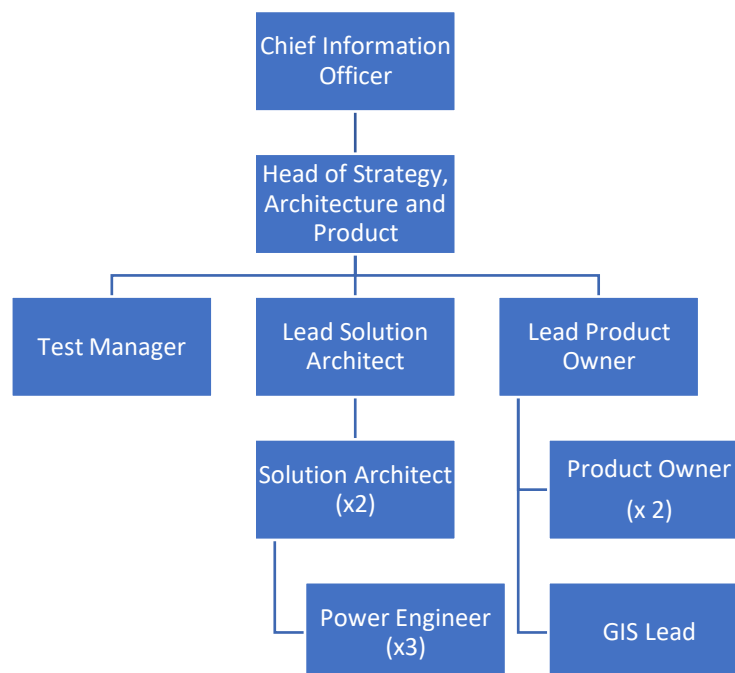 Chief Information
Officer
Head of Strategy,
Architecture and
Product
Test Manager
Lead Solution
Architect
Lead Product
Owner
Solution Architect
(x2)
Product Owner
(x 2)
Power Engineer
(x3)
GIS Lead